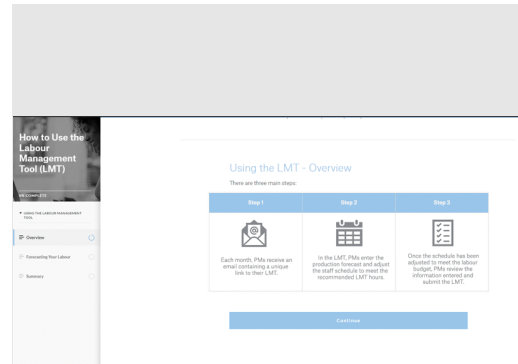 How to Use the
Labour
Management
Tool (LMT)
0% COMPLETE
USING THE LABOUR MANAGEMENT
TOOL
Overview
Forecasting Your Labour
Summary
Using the LMT - Overview
There are three main steps:
Step 1
Step 2
Step 3
Each month, PMs receive an
email containing a unique
link to their LMT.
In the LMT, PMs enter the
production forecast and adjust
the staff schedule to meet the
recommended LMT hours.
Once the schedule has been
adjusted to meet the labour
budget, PMs review the
information entered and
submit the LMT.
Continue